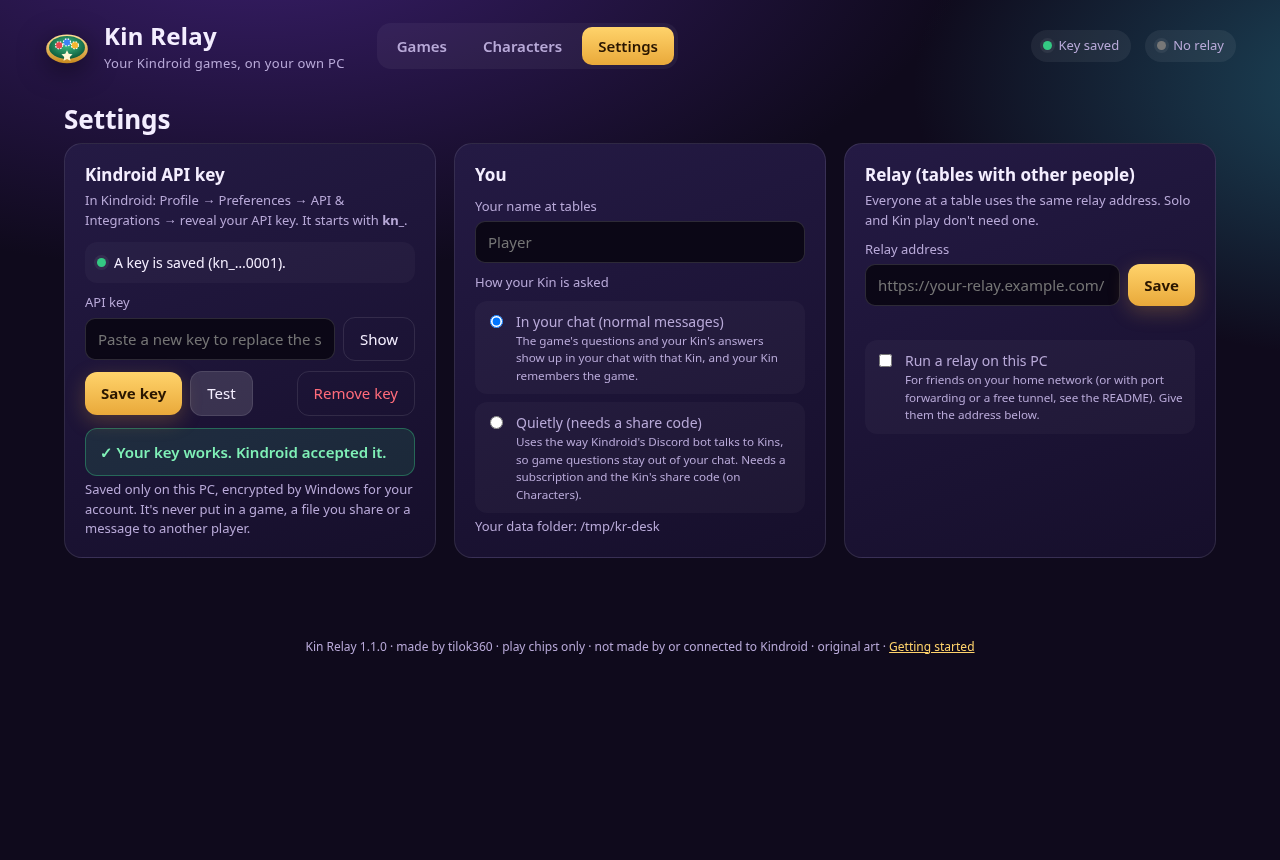 Kin Relay
Your Kindroid games, on your own PC
Games
Characters
Settings
Key saved
No relay
Settings
Kindroid API key
In Kindroid: Profile → Preferences → API &
Integrations → reveal your API key. It starts with kn_.
A key is saved (kn_…0001).
API key
Paste a new key to replace the s
Show
Save key
Test
Remove key
✓ Your key works. Kindroid accepted it.
Saved only on this PC, encrypted by Windows for your
account. It's never put in a game, a file you share or a
message to another player.
You
Your name at tables
Player
How your Kin is asked
In your chat (normal messages)
The game's questions and your Kin's answers
show up in your chat with that Kin, and your Kin
remembers the game.
Quietly (needs a share code)
Uses the way Kindroid's Discord bot talks to Kins,
so game questions stay out of your chat. Needs a
subscription and the Kin's share code (on
Characters).
Your data folder: /tmp/kr-desk
Relay (tables with other people)
Everyone at a table uses the same relay address. Solo
and Kin play don't need one.
Relay address
https://your-relay.example.com/
Save
Run a relay on this PC
For friends on your home network (or with port
forwarding or a free tunnel, see the README). Give
them the address below.
Kin Relay 1.1.0 · made by tilok360 · play chips only · not made by or connected to Kindroid · original art · Getting started